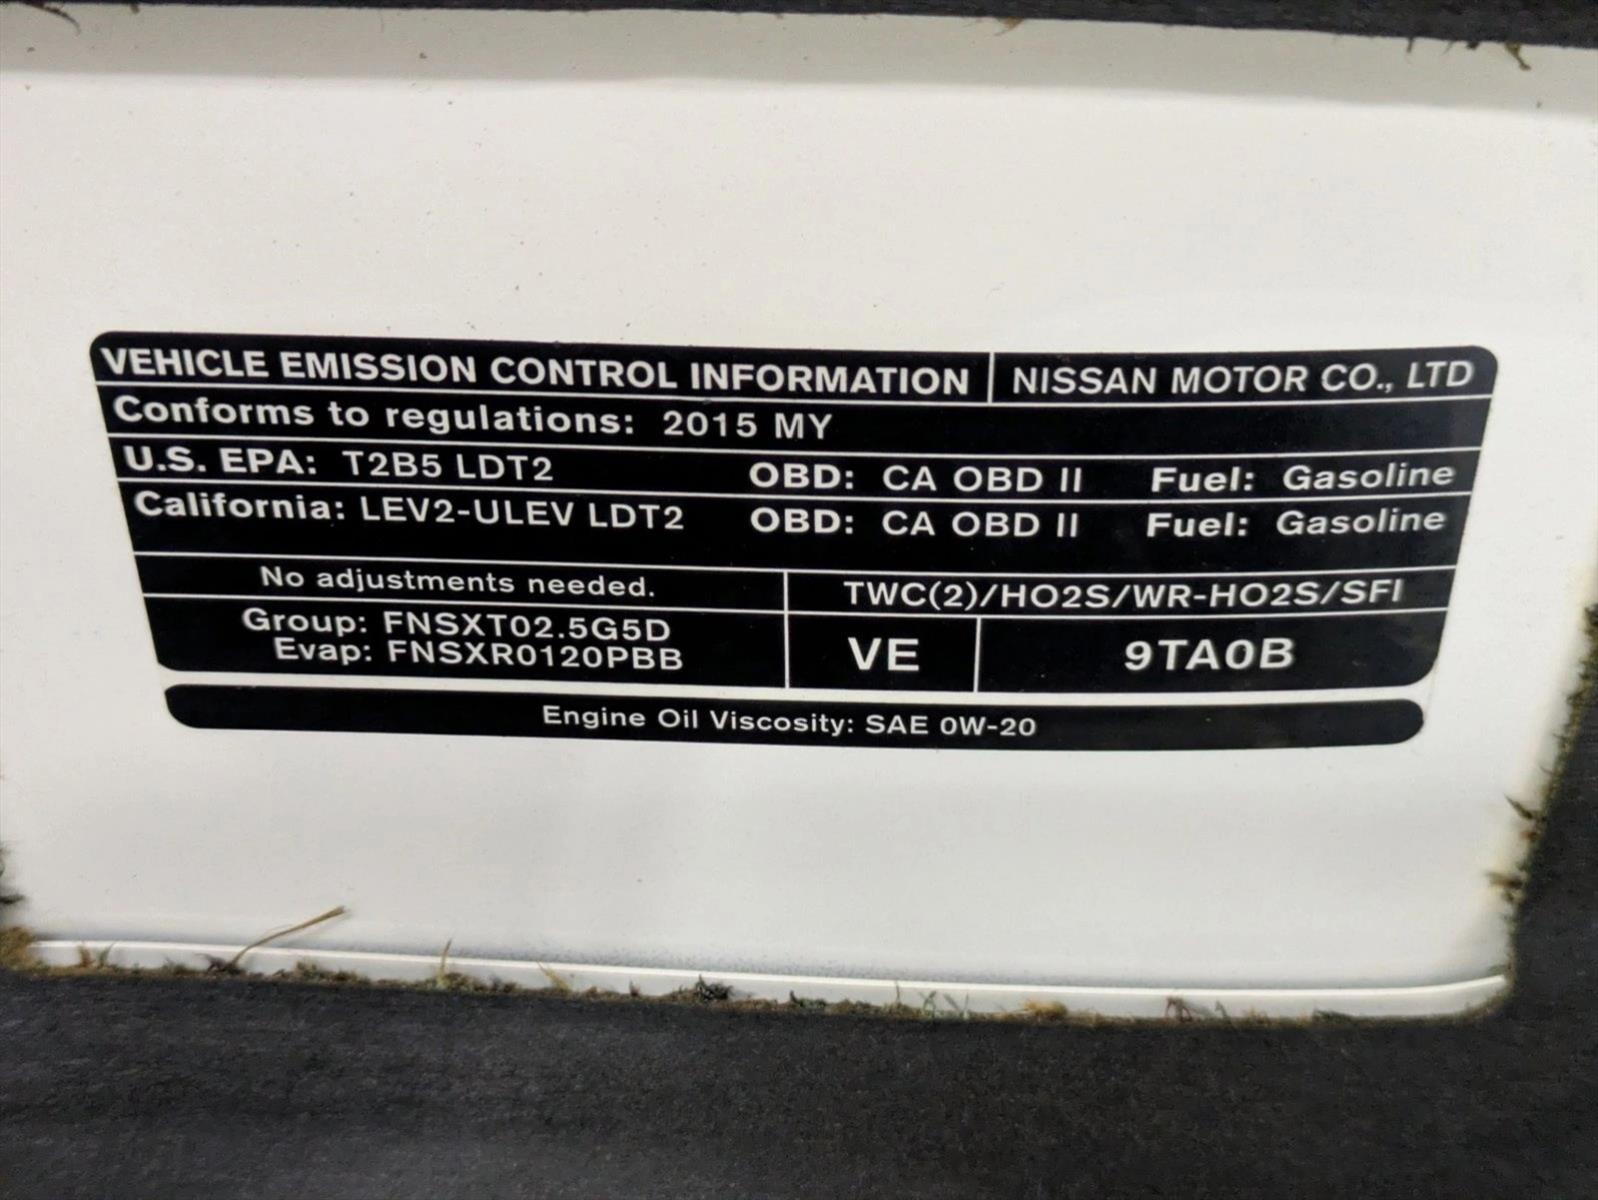 VEHICLE EMISSION CONTROL INFORMATION NISSAN MOTOR CO., LTD
Conforms to regulations: 2015 MY
U.S. EPA: T2B5 LDT2 OBD: CA OBD II Fuel: Gasoline
California: LEV2-ULEV LDT2 OBD: CA OBD II Fuel: Gasoline
No adjustments needed. TWC(2)/HO2S/WR-HO2S/SFI
Group: FNSXT02.5G5D
Evap: FNSXR0120PBB
VE 9TA0B
Engine Oil Viscosity: SAE 0W-20